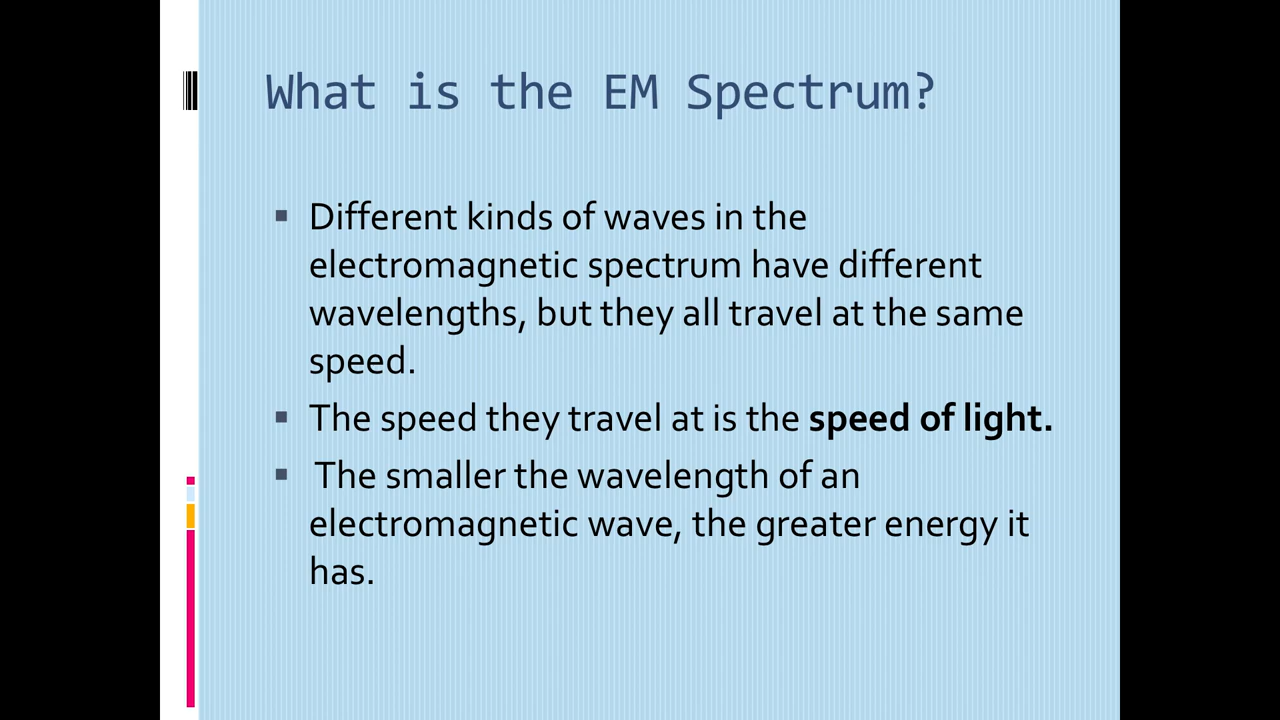 What is the EM Spectrum?
▪ Different kinds of waves in the
electromagnetic spectrum have different
wavelengths, but they all travel at the same
speed.
▪ The speed they travel at is the speed of light.
▪ The smaller the wavelength of an
electromagnetic wave, the greater energy it
has.